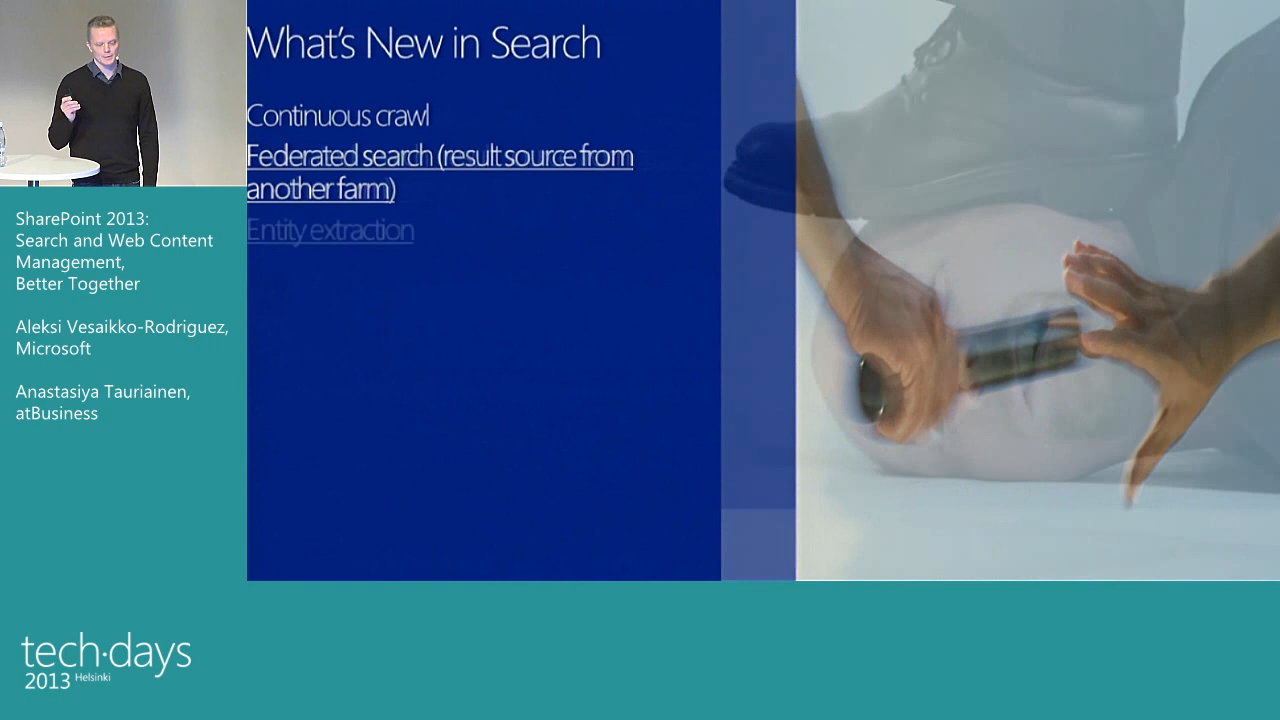 What's New in Search
Continuous crawl
Federated search (result source from
another farm)
Entity extraction
SharePoint 2013:
Search and Web Content
Management,
Better Together
Aleksi Vesaikko-Rodriguez,
Microsoft
Anastasiya Tauriainen,
atBusiness
tech·days
2013 Helsinki